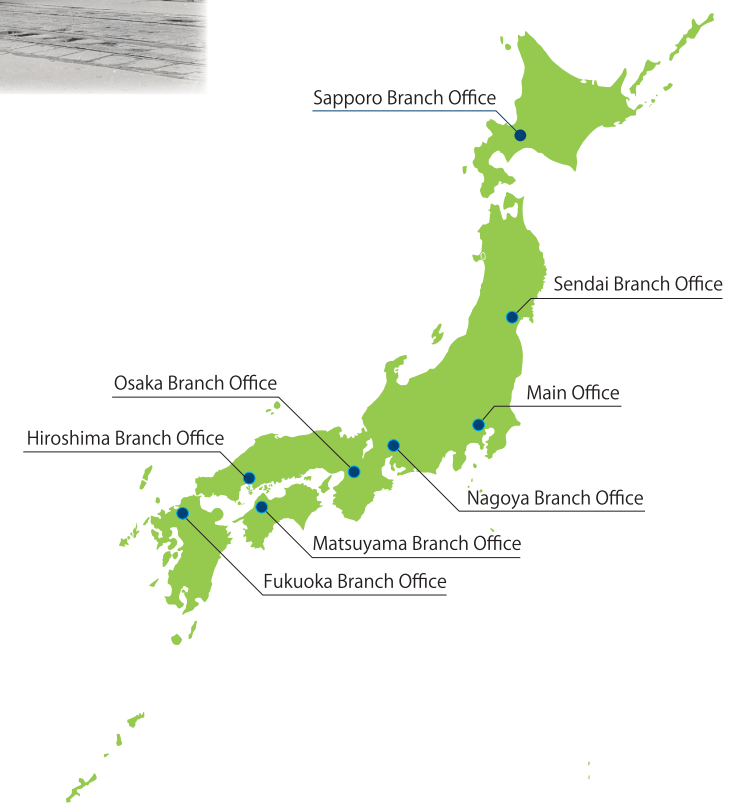 Sapporo Branch Office
Sendai Branch Office
Osaka Branch Office
Main Office
Hiroshima Branch Office
Nagoya Branch Office
Matsuyama Branch Office
Fukuoka Branch Office